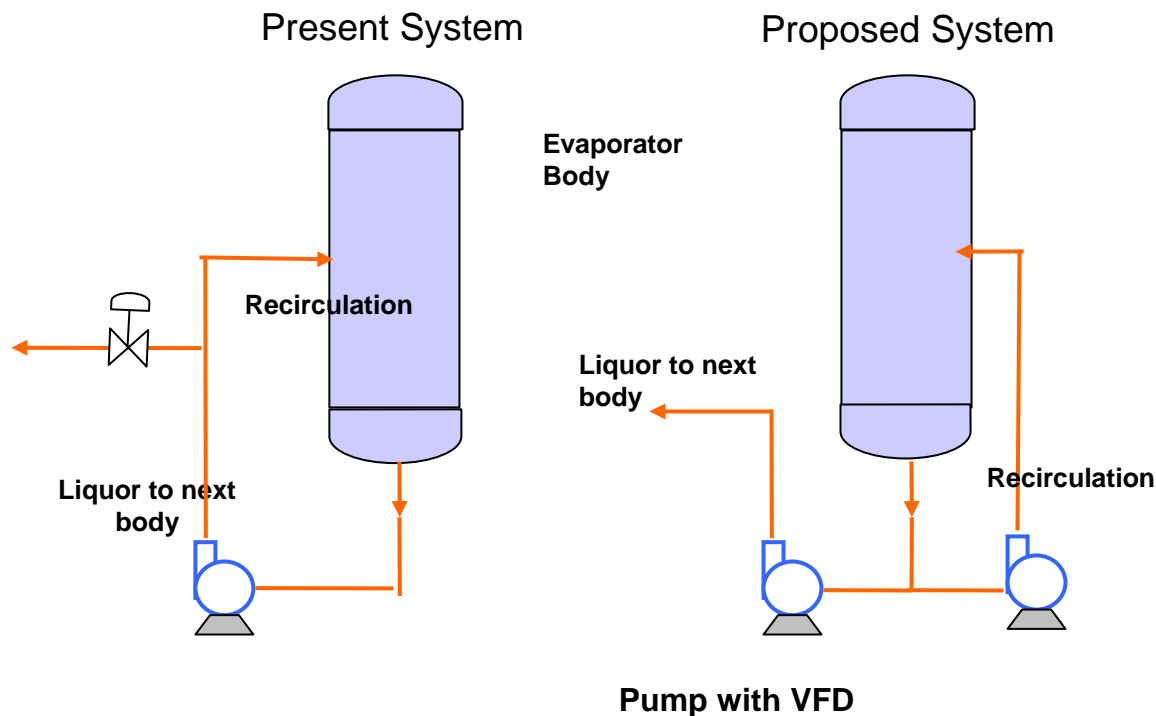 Present System
Proposed System
Evaporator
Body
Recirculation
Liquor to next
body
Liquor to next
body
Recirculation
Pump with VFD